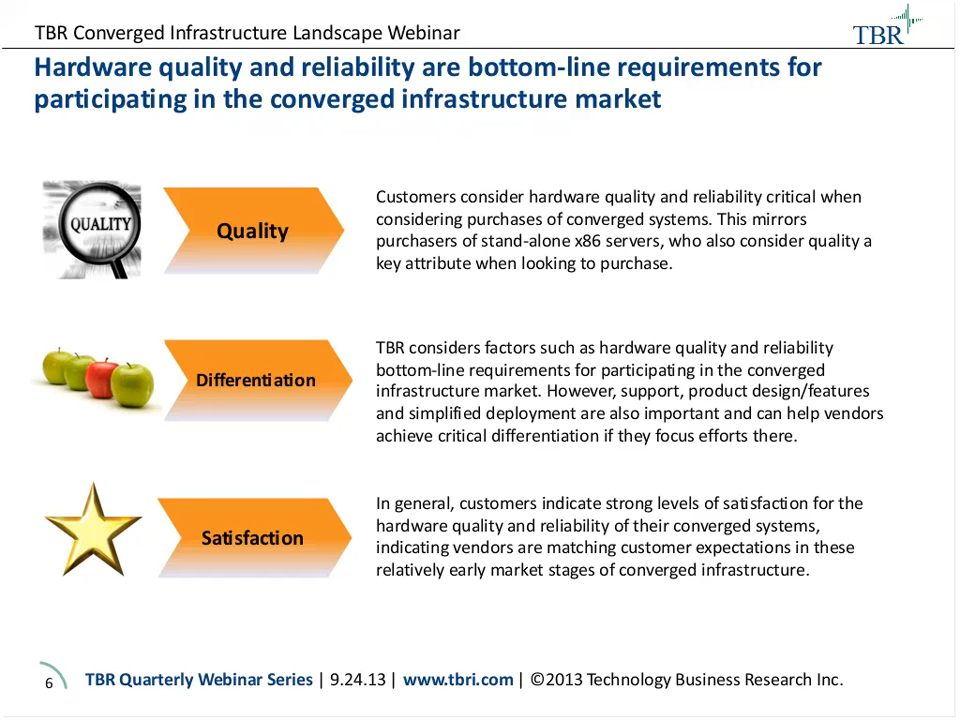 TBR Converged Infrastructure Landscape Webinar
TBR
Hardware quality and reliability are bottom-line requirements for
participating in the converged infrastructure market
QUALITY
Quality
Customers consider hardware quality and reliability critical when
considering purchases of converged systems. This mirrors
purchasers of stand-alone x86 servers, who also consider quality a
key attribute when looking to purchase.
Differentiation
TBR considers factors such as hardware quality and reliability
bottom-line requirements for participating in the converged
infrastructure market. However, support, product design/features
and simplified deployment are also important and can help vendors
achieve critical differentiation if they focus efforts there.
Satisfaction
In general, customers indicate strong levels of satisfaction for the
hardware quality and reliability of their converged systems,
indicating vendors are matching customer expectations in these
relatively early market stages of converged infrastructure.
6
TBR Quarterly Webinar Series | 9.24.13 | www.tbri.com | ©2013 Technology Business Research Inc.